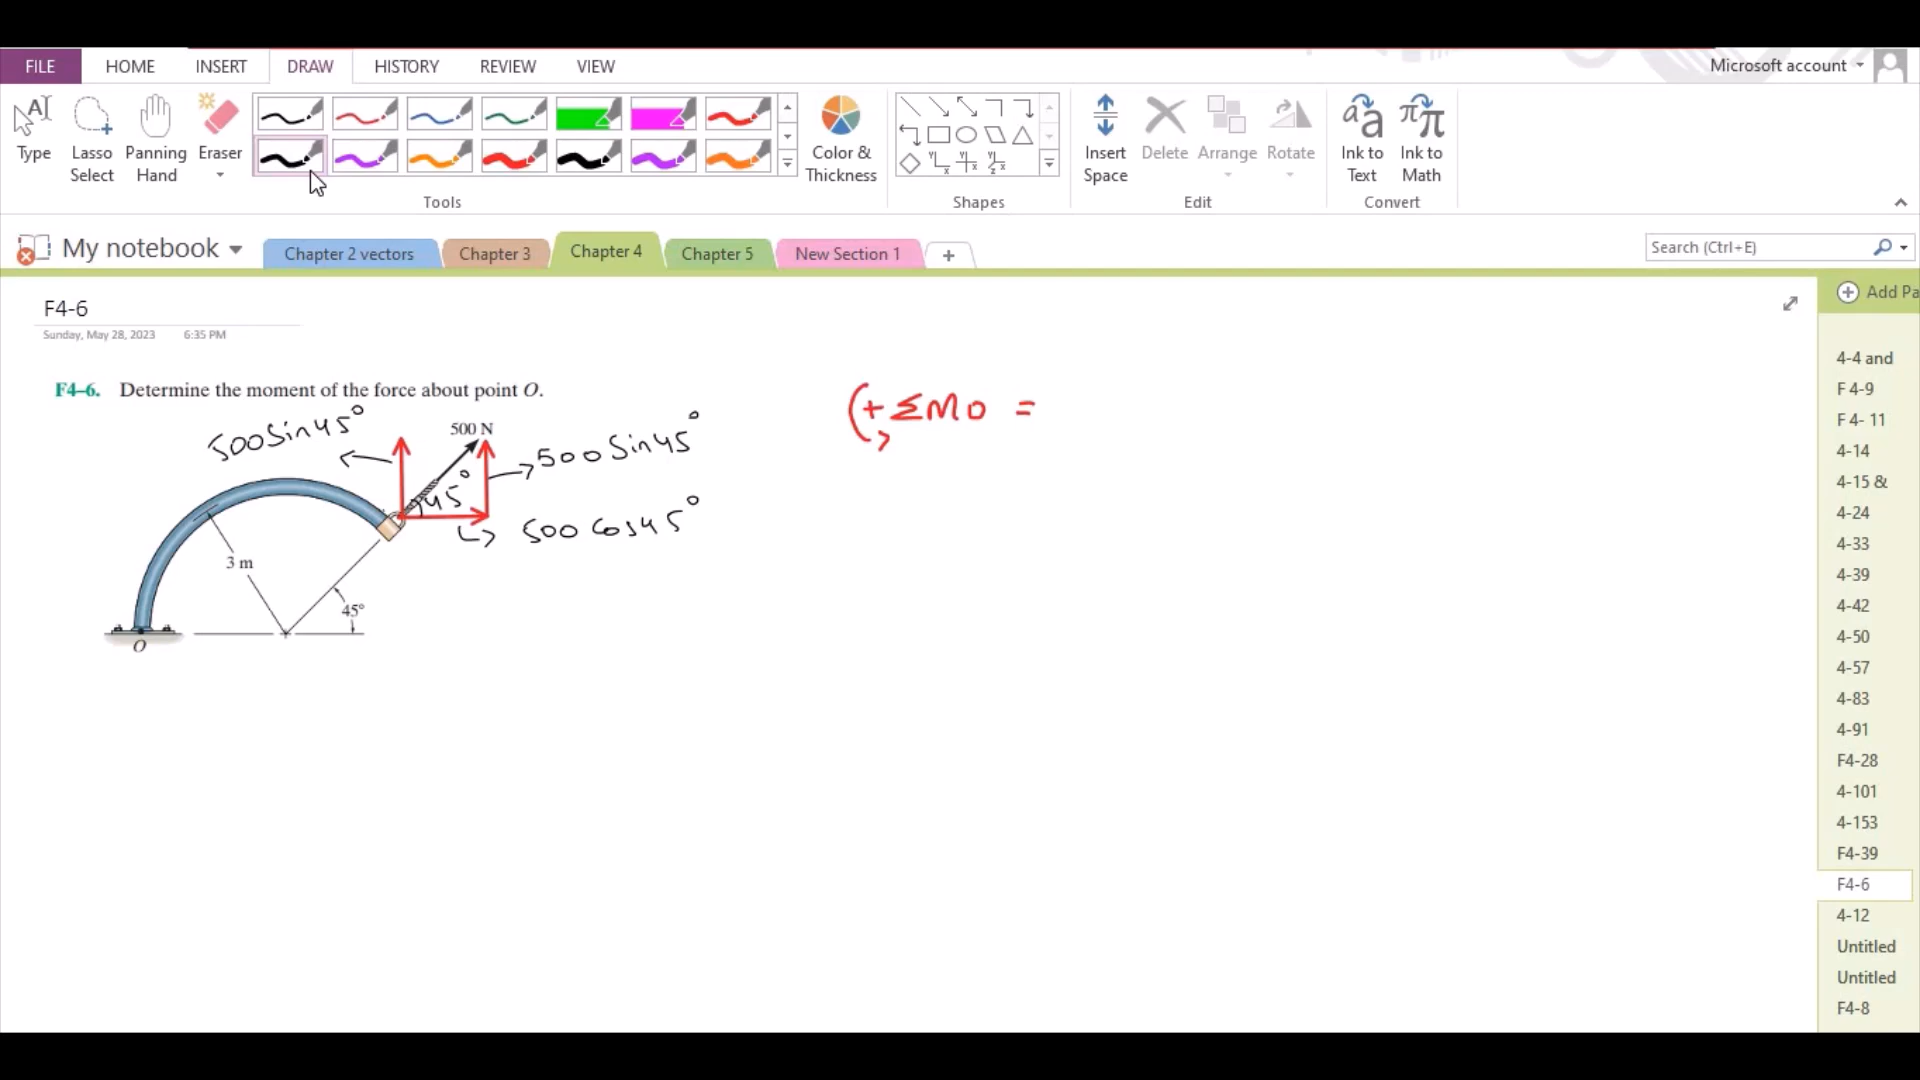 FILE HOME INSERT DRAW HISTORY REVIEW VIEW Microsoft account
Type
Lasso Select
Panning Hand
Eraser
Color & Thickness
Insert Space
Delete
Arrange
Rotate
Ink to Text
Ink to Math
Tools Shapes Edit Convert
My notebook Chapter 2 vectors Chapter 3 Chapter 4 Chapter 5 New Section 1 + Search (Ctrl+E)
F4-6
Sunday, May 28, 2023 6:35 PM
F4–6. Determine the moment of the force about point O.
500 Sin45°
500 N
500 Sin45°
45°
500 Cos45°
3 m
45°
O
(+ ΣMo =
Add Pa
4-4 and
F 4-9
F 4- 11
4-14
4-15 &
4-24
4-33
4-39
4-42
4-50
4-57
4-83
4-91
F4-28
4-101
4-153
F4-39
F4-6
4-12
Untitled
Untitled
F4-8